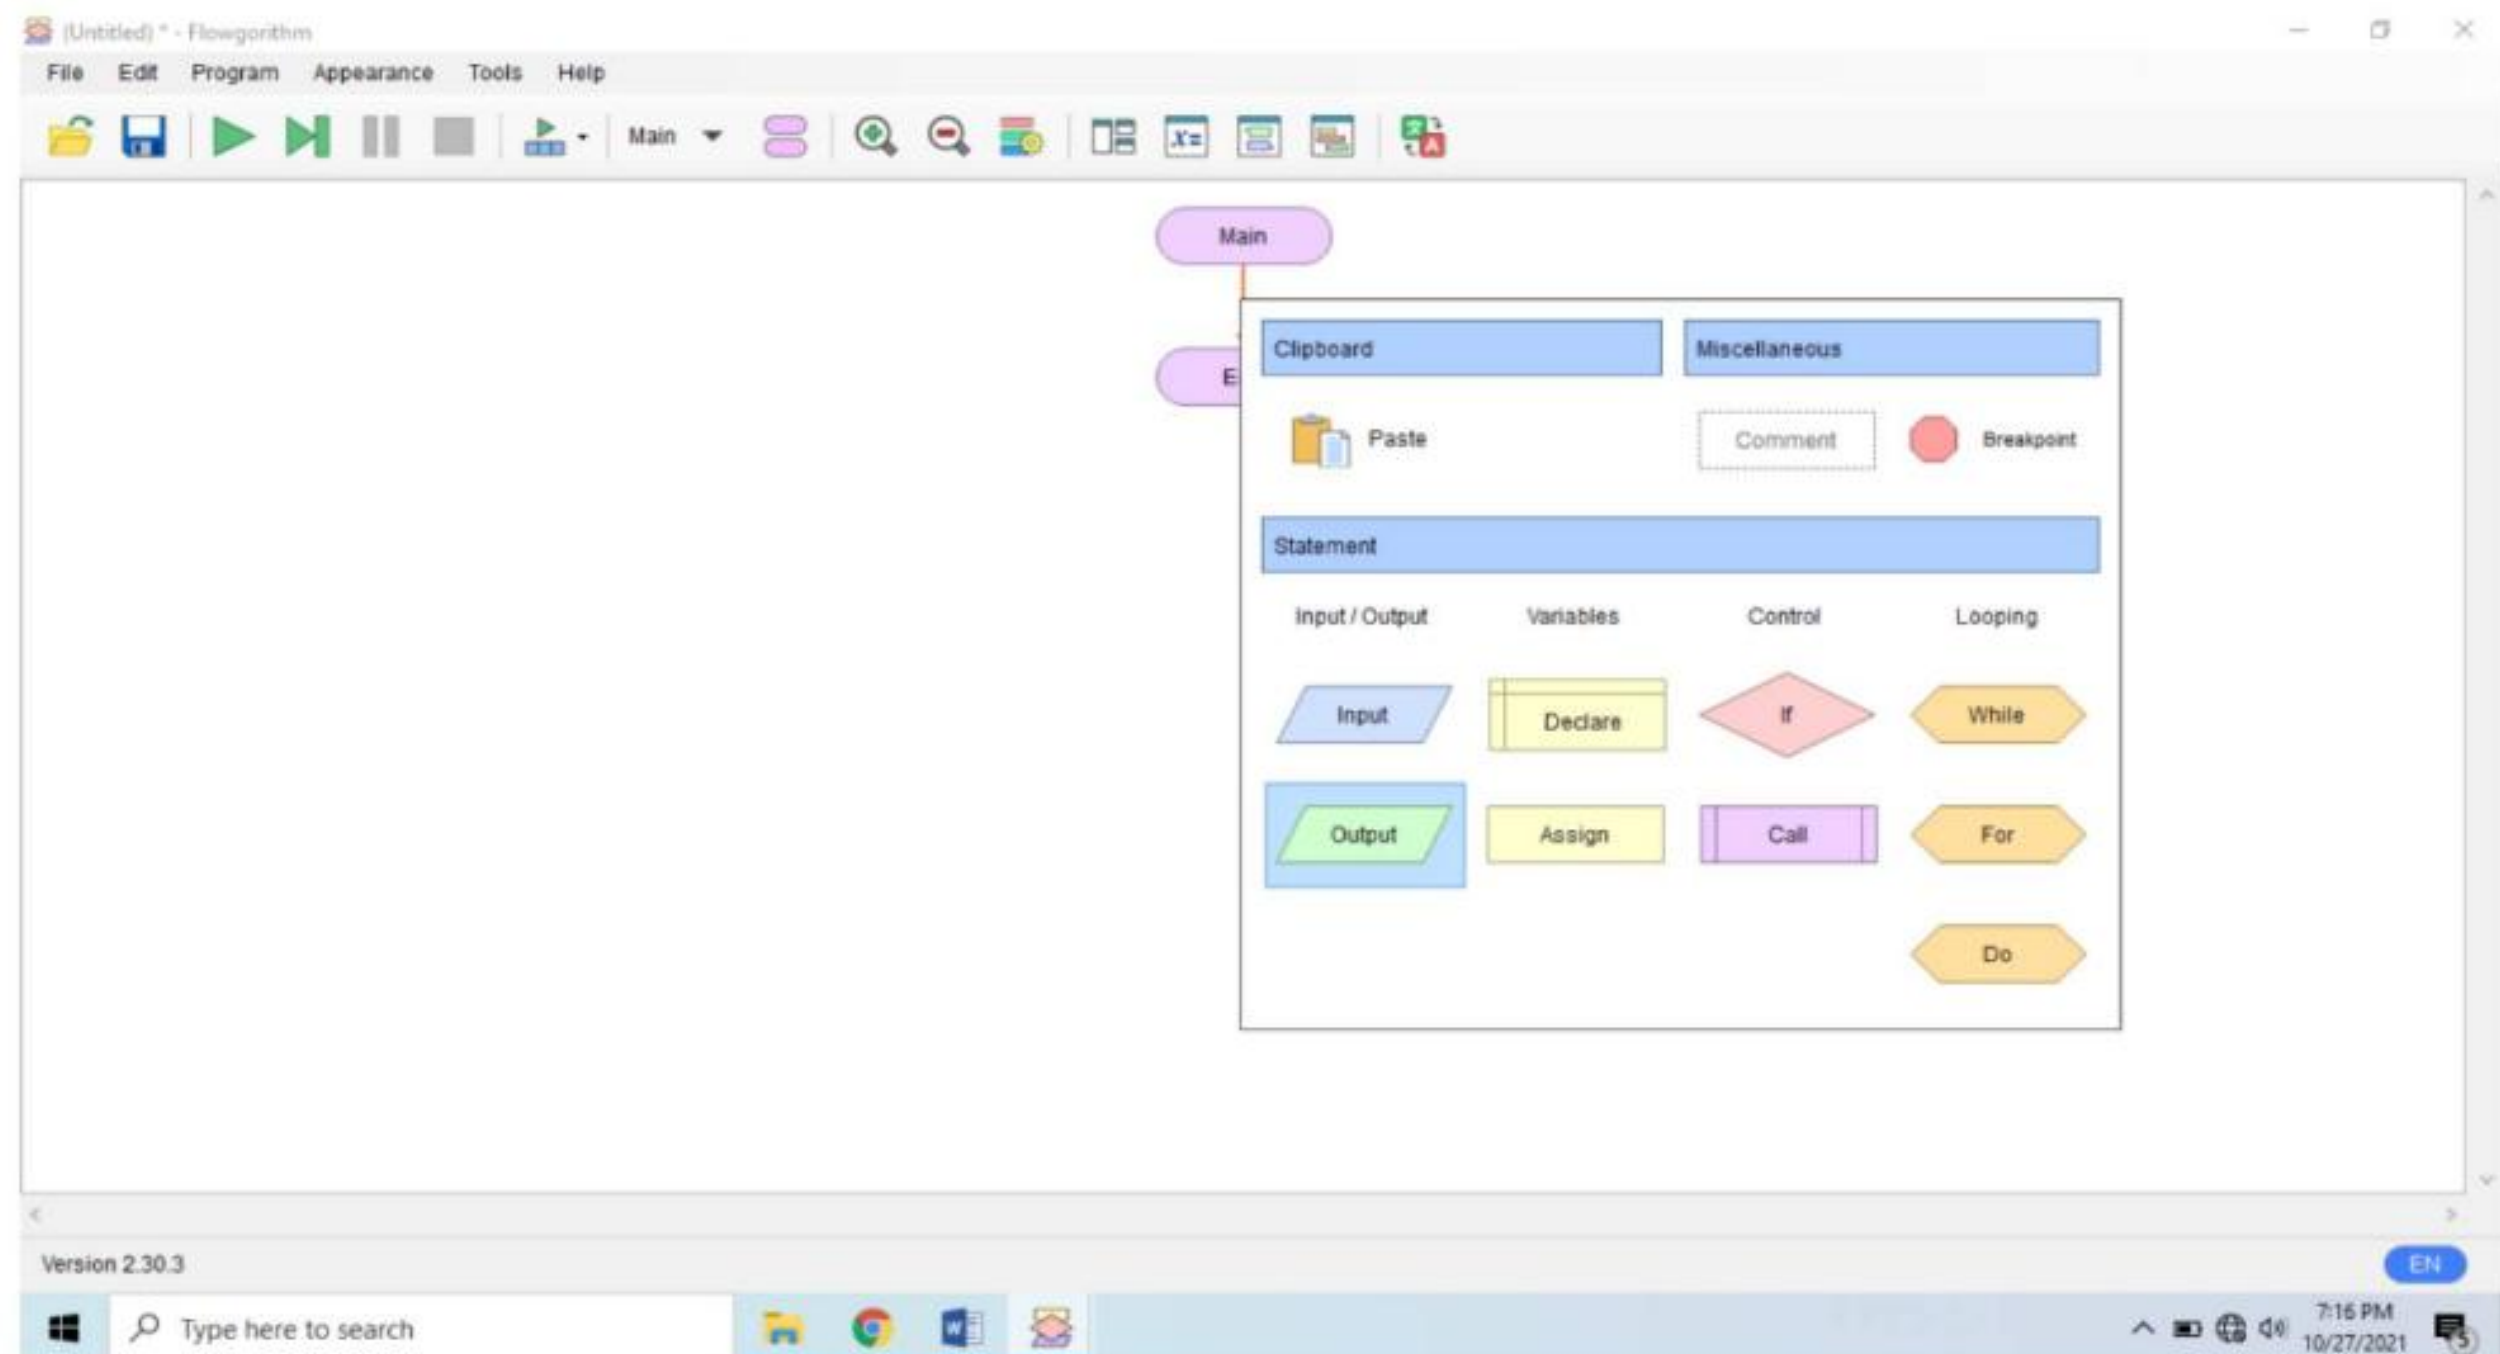 (Untitled) * - Flowgorithm
File Edit Program Appearance Tools Help
Main
x=
A
Main
Clipboard Miscellaneous
Paste Comment Breakpoint
Statement
Input / Output Variables Control Looping
Input Declare If While
Output Assign Call For
Do
Version 2.30.3
EN
Type here to search
W
7:16 PM
10/27/2021
5